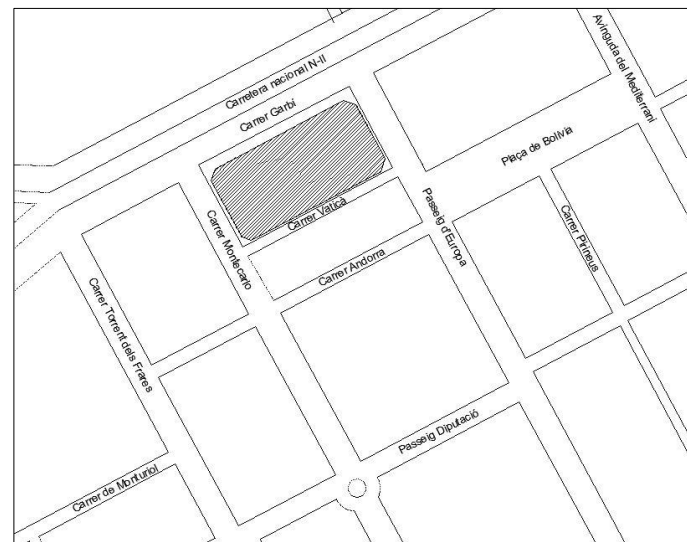 Carretera nacional N-II
Avinguda del Mediterrani
Carrer Garbí
Plaça de Bolívia
Carrer Vaticà
Passeig d'Europa
Carrer Montecarlo
Carrer Pirineus
Carrer Andorra
Carrer Torrent dels Frares
Passeig Diputació
Carrer de Monturiol